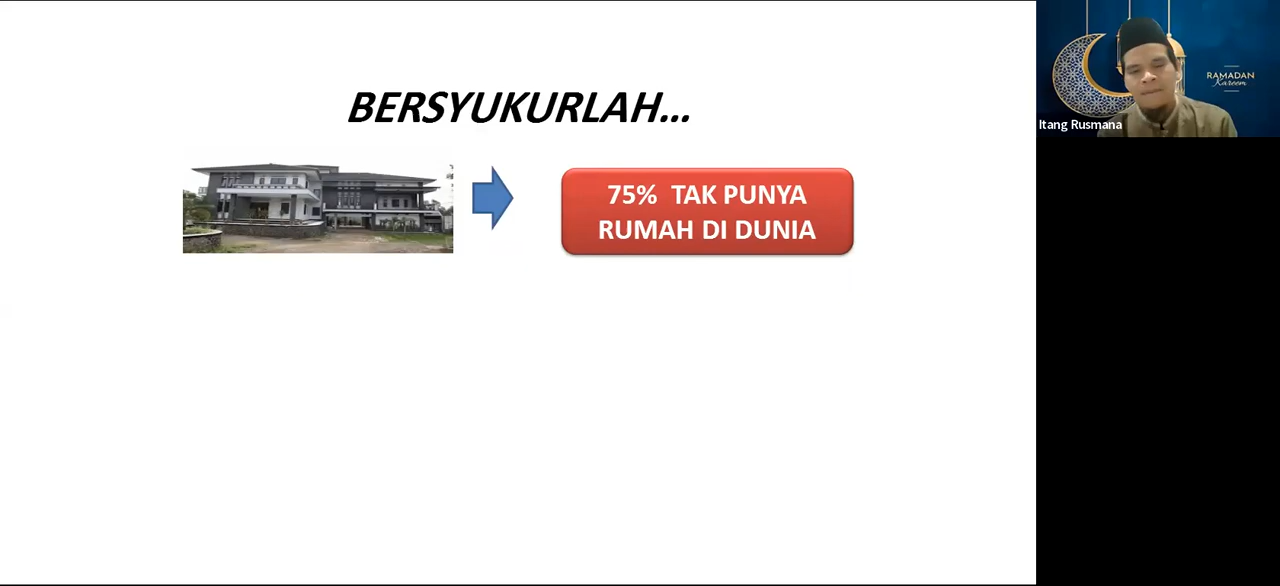 BERSYUKURLAH...
75% TAK PUNYA
RUMAH DI DUNIA
RAMADAN
Kareem
Itang Rusmana